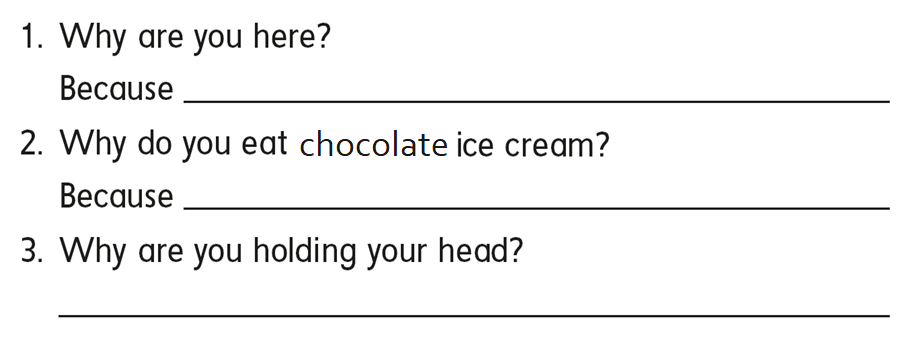 1. Why are you here?
Because
2. Why do you eat chocolate ice cream?
Because
3. Why are you holding your head?